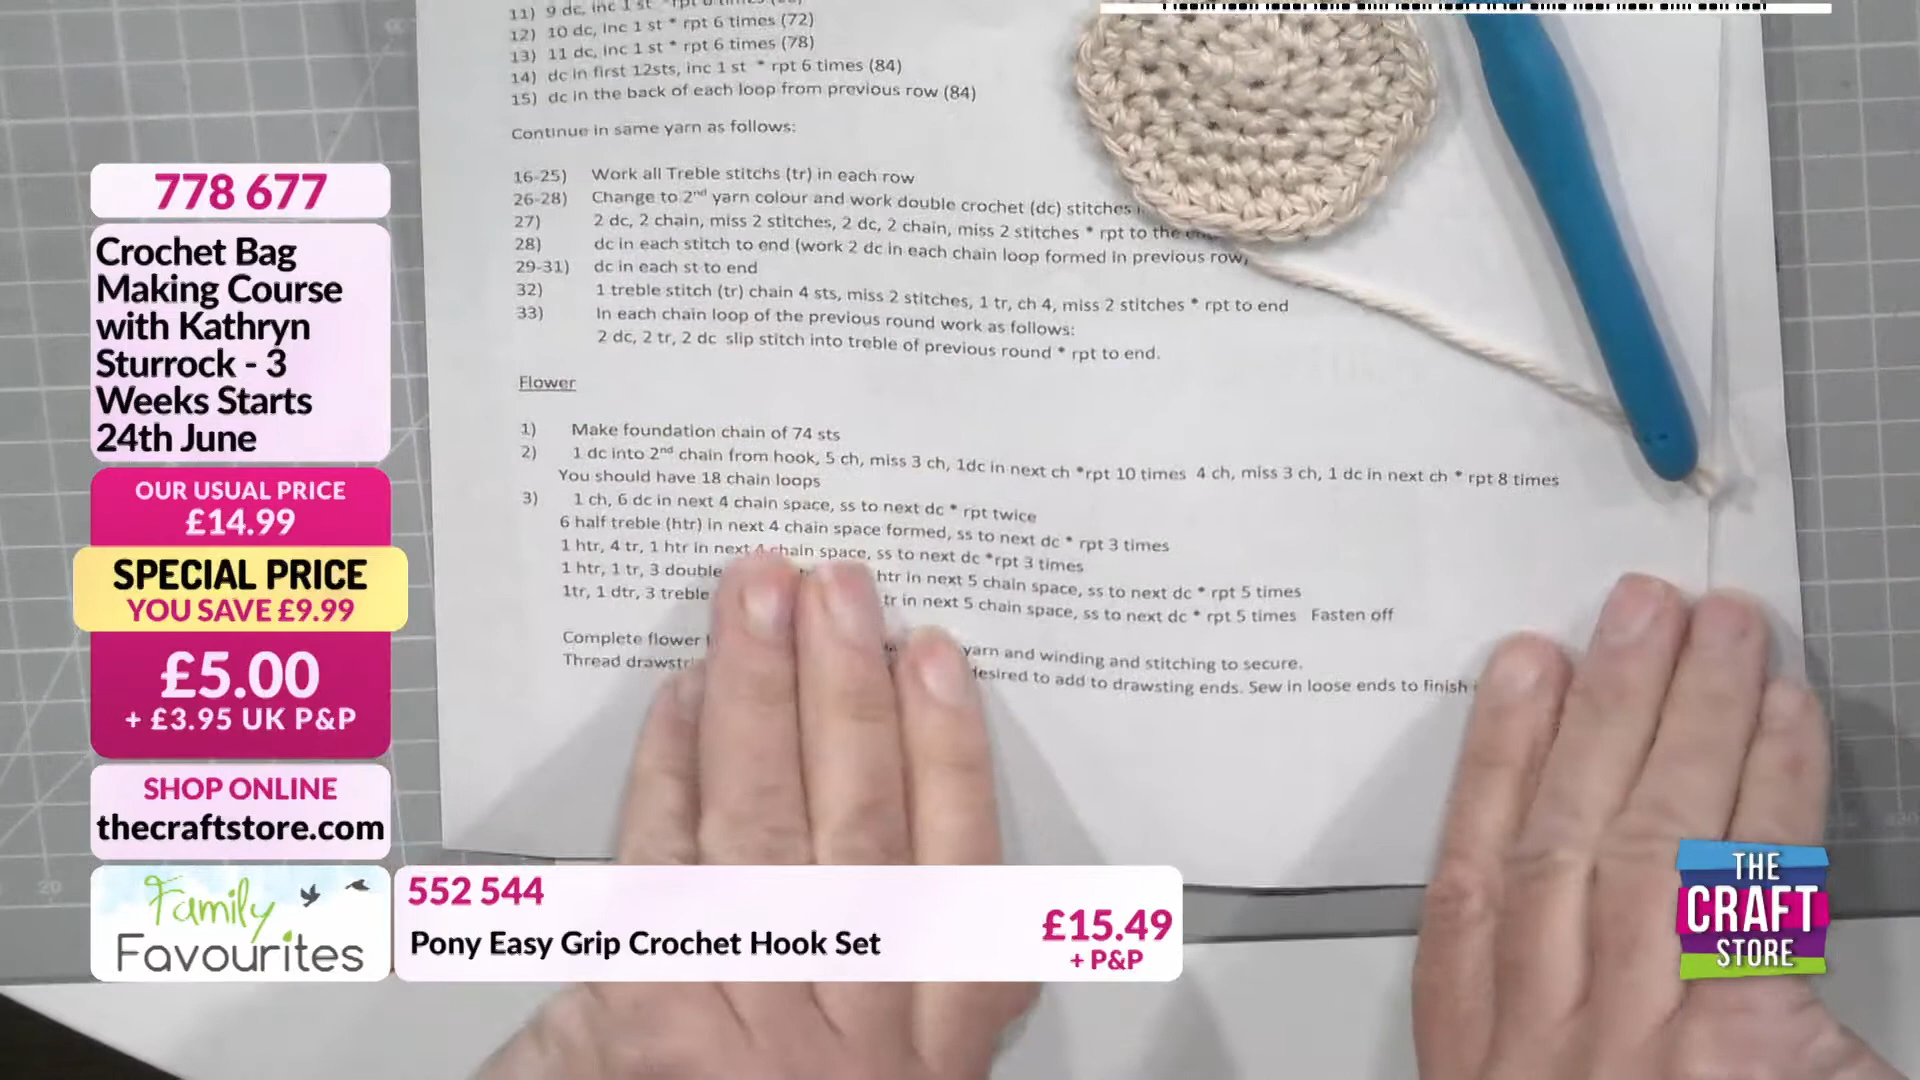 11) 9 dc, inc 1 st
12) 10 dc, inc 1 st * rpt 6 times (72)
13) 11 dc, inc 1 st * rpt 6 times (78)
14) dc in first 12sts, inc 1 st * rpt 6 times (84)
15) dc in the back of each loop from previous row (84)
Continue in same yarn as follows:
16-25) Work all Treble stitchs (tr) in each row
26-28) Change to 2nd yarn colour and work double crochet (dc) stitches
27) 2 dc, 2 chain, miss 2 stitches, 2 dc, 2 chain, miss 2 stitches * rpt to the
28) dc in each stitch to end (work 2 dc in each chain loop formed in previous row)
29-31) dc in each st to end
32) 1 treble stitch (tr) chain 4 sts, miss 2 stitches, 1 tr, ch 4, miss 2 stitches * rpt to end
33) In each chain loop of the previous round work as follows:
2 dc, 2 tr, 2 dc slip stitch into treble of previous round * rpt to end.
Flower
1) Make foundation chain of 74 sts
2) 1 dc into 2nd chain from hook, 5 ch, miss 3 ch, 1dc in next ch *rpt 10 times 4 ch, miss 3 ch, 1 dc in next ch * rpt 8 times
You should have 18 chain loops
3) 1 ch, 6 dc in next 4 chain space, ss to next dc * rpt twice
6 half treble (htr) in next 4 chain space formed, ss to next dc * rpt 3 times
1 htr, 4 tr, 1 htr in next 4 chain space, ss to next dc *rpt 3 times
1 htr, 1 tr, 3 double htr in next 5 chain space, ss to next dc * rpt 5 times
1tr, 1 dtr, 3 treble tr in next 5 chain space, ss to next dc * rpt 5 times Fasten off
Complete flower yarn and winding and stitching to secure.
Thread desired to add to drawsting ends. Sew in loose ends to finish
778 677
Crochet Bag
Making Course
with Kathryn
Sturrock - 3
Weeks Starts
24th June
OUR USUAL PRICE
£14.99
SPECIAL PRICE
YOU SAVE £9.99
£5.00
+ £3.95 UK P&P
SHOP ONLINE
thecraftstore.com
Family
Favourites
552 544
Pony Easy Grip Crochet Hook Set
£15.49
+ P&P
THE
CRAFT
STORE